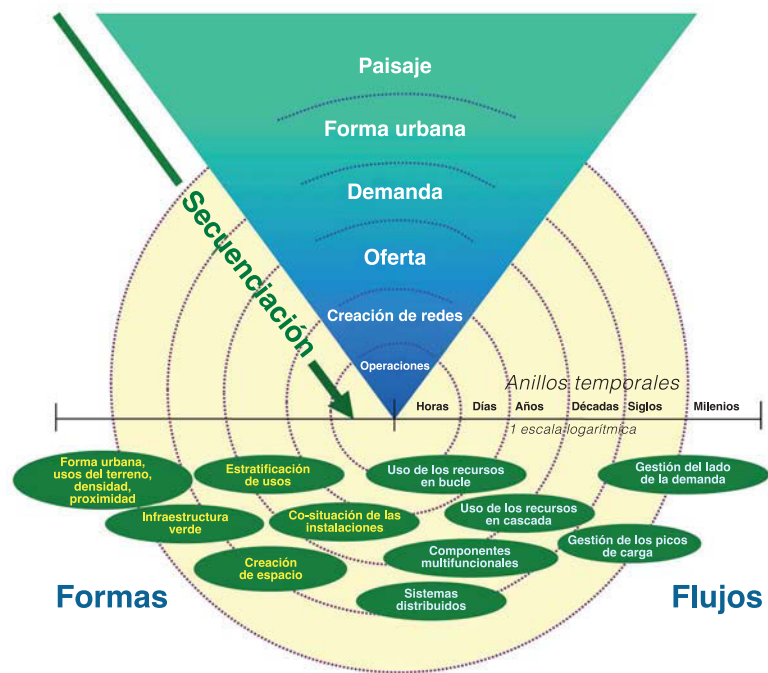 Paisaje
Forma urbana
Demanda
Oferta
Creación de redes
Operaciones
Secuenciación
Anillos temporales
Horas Días Años Décadas Siglos Milenios
1 escala logarítmica
Forma urbana,
usos del terreno,
densidad,
proximidad
Estratificación
de usos
Uso de los recursos
en bucle
Gestión del lado
de la demanda
Infraestructura
verde
Co-situación de las
instalaciones
Uso de los recursos
en cascada
Gestión de los picos
de carga
Creación
de espacio
Componentes
multifuncionales
Sistemas
distribuidos
Formas
Flujos